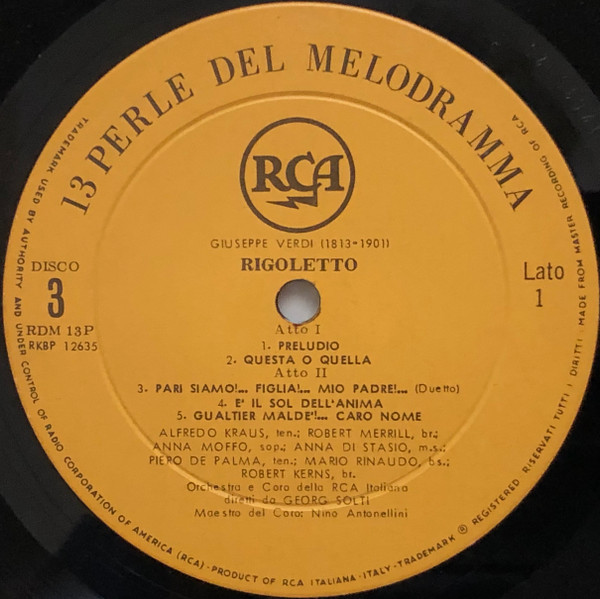 13 PERLE DEL MELODRAMMA
RCA
GIUSEPPE VERDI (1813-1901)
RIGOLETTO
DISCO
3
RDM 13 P
RKBP 12635
Lato
1
Atto I
1. PRELUDIO
2. QUESTA O QUELLA
Atto II
3. PARI SIAMO!... FIGLIA!... MIO PADRE!... (Duetto)
4. E' IL SOL DELL'ANIMA
5. GUALTIER MALDE'!... CARO NOME
ALFREDO KRAUS, ten.; ROBERT MERRILL, br.;
ANNA MOFFO, sop.; ANNA DI STASIO, m.s.;
PIERO DE PALMA, ten.; MARIO RINAUDO, bs.;
ROBERT KERNS, br.
Orchestra e Coro della RCA Italiana
diretti da GEORG SOLTI
Maestro del Coro: Nino Antonellini
TRADEMARK USED BY AUTHORITY AND UNDER CONTROL OF RADIO CORPORATION OF AMERICA (RCA) - PRODUCT OF RCA ITALIANA - ITALY - TRADEMARK ® REGISTERED
RISERVATI TUTTI I DIRITTI - MADE FROM MASTER RECORDING OF RCA